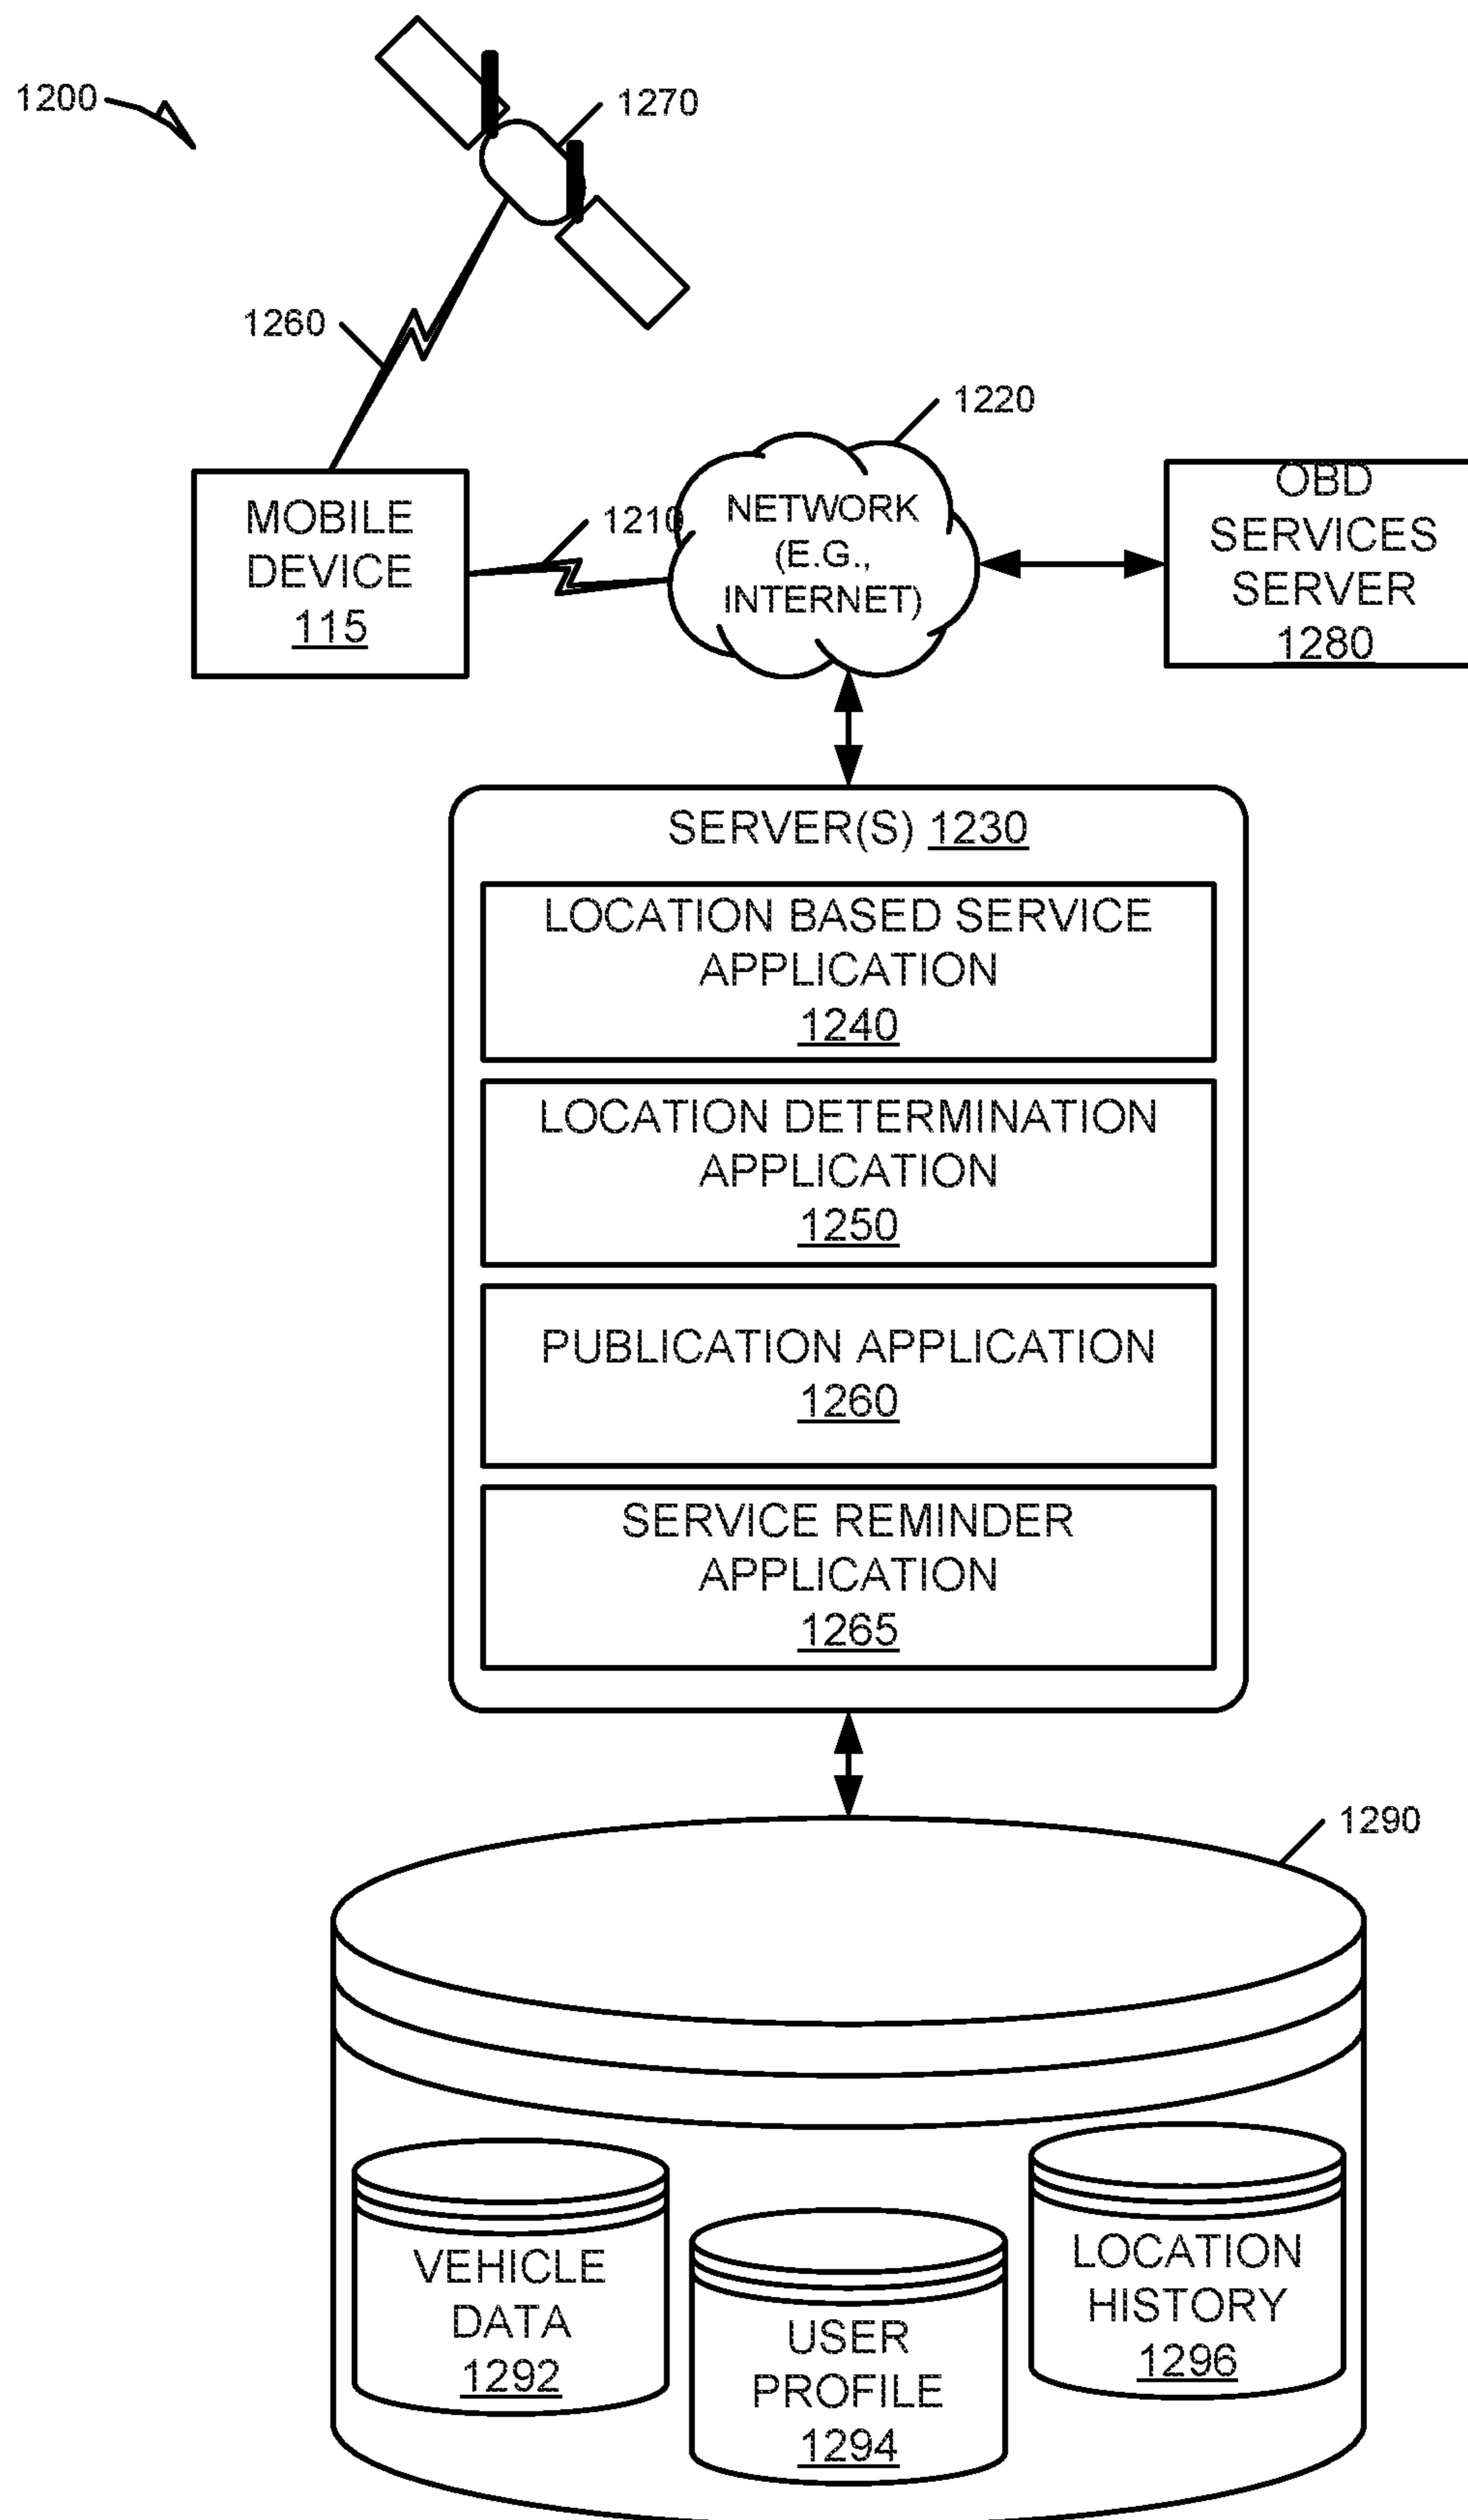 1200
1270
1260
1220
MOBILE
DEVICE
115
1210
NETWORK
(E.G.,
INTERNET)
OBD
SERVICES
SERVER
1280
SERVER(S) 1230
LOCATION BASED SERVICE
APPLICATION
1240
LOCATION DETERMINATION
APPLICATION
1250
PUBLICATION APPLICATION
1260
SERVICE REMINDER
APPLICATION
1265
1290
VEHICLE
DATA
1292
USER
PROFILE
1294
LOCATION
HISTORY
1296